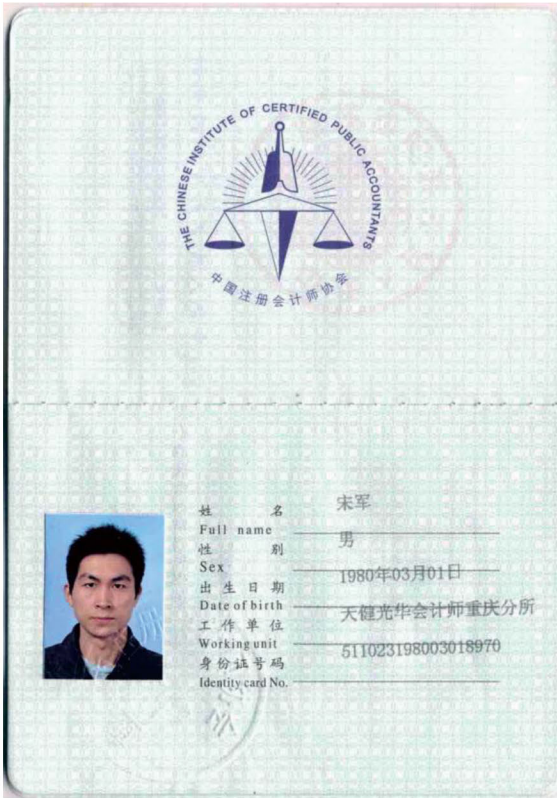 THE CHINESE INSTITUTE OF CERTIFIED PUBLIC ACCOUNTANTS
中国注册会计师协会
姓 名 宋军
Full name
性 别 男
Sex
出生日期 1980年03月01日
Date of birth
工作单位 天健光华会计师重庆分所
Working unit
身份证号码 511023198003018970
Identity card No.